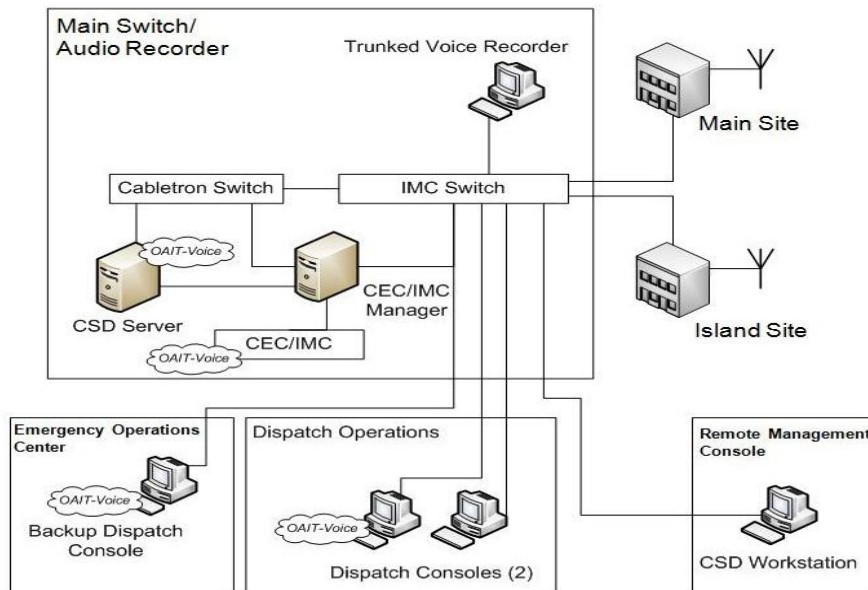 Main Switch/
Audio Recorder
Trunked Voice Recorder
Main Site
Cabletron Switch
IMC Switch
OAIT-Voice
CSD Server
CEC/IMC
Manager
Island Site
CEC/IMC
OAIT-Voice
Emergency Operations
Center
OAIT-Voice
Backup Dispatch
Console
Dispatch Operations
OAIT-Voice
Dispatch Consoles (2)
Remote Management
Console
CSD Workstation